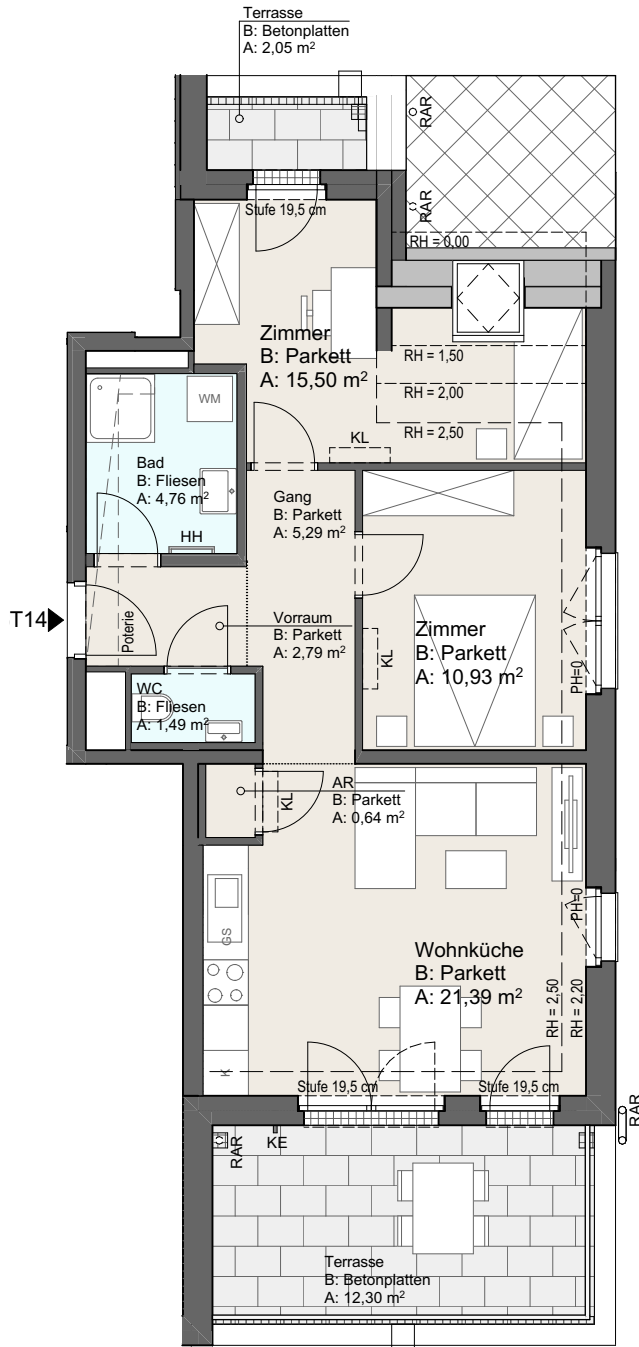 Terrasse
B: Betonplatten
A: 2,05 m²
RAR
RAR
Stufe 19,5 cm
RH = 0,00
Zimmer
B: Parkett
A: 15,50 m²
RH = 1,50
RH = 2,00
RH = 2,50
WM
KL
Bad
B: Fliesen
A: 4,76 m²
HH
Gang
B: Parkett
A: 5,29 m²
T14
Poterie
Vorraum
B: Parkett
A: 2,79 m²
Zimmer
B: Parkett
A: 10,93 m²
KL
PH=0
WC
B: Fliesen
A: 1,49 m²
AR
B: Parkett
A: 0,64 m²
KL
PH=0
GS
Wohnküche
B: Parkett
A: 21,39 m²
RH = 2,50
RH = 2,20
K
Stufe 19,5 cm
Stufe 19,5 cm
RAR
RAR
KE
Terrasse
B: Betonplatten
A: 12,30 m²